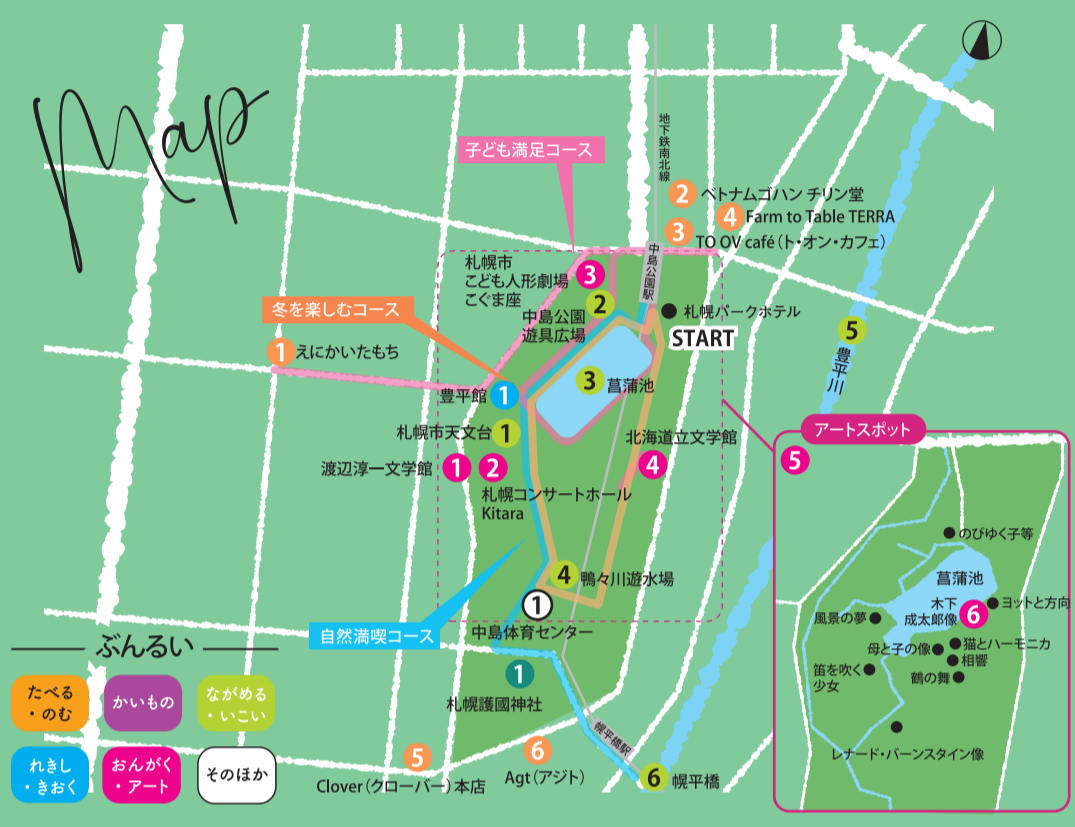 Map
子ども満足コース
地下鉄南北線
2 ベトナムゴハン チリン堂
4 Farm to Table TERRA
3 TO OV café（ト・オン・カフェ）
中島公園駅
札幌市
こども人形劇場
こぐま座
3
2
中島公園
遊具広場
札幌パークホテル
START
冬を楽しむコース
1 えにかいたもち
5
豊平川
3 菖蒲池
豊平館 1
札幌市天文台 1
渡辺淳一文学館 1
2
札幌コンサートホール
Kitara
北海道立文学館
4
4 鴨々川遊水場
1
中島体育センター
自然満喫コース
1
札幌護國神社
幌平橋駅
6 幌平橋
5
Clover（クローバー）本店
6
Agt（アジト）
ぶんるい
たべる
・のむ
かいもの
ながめる
・いこい
れきし
・きおく
おんがく
・アート
そのほか
アートスポット
5
のびゆく子等
菖蒲池
木下
成太郎像
6
ヨットと方向
風景の夢
母と子の像
猫とハーモニカ
相響
鶴の舞
笛を吹く
少女
レナード・バーンスタイン像